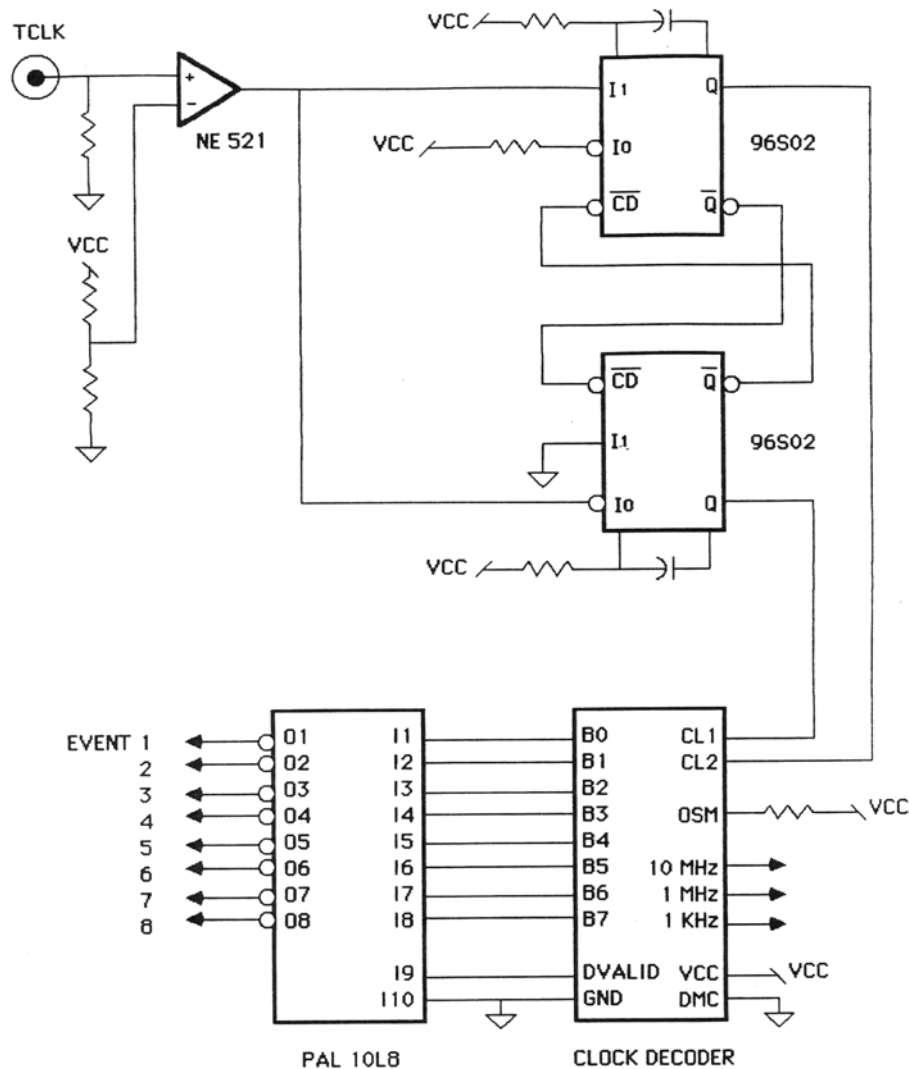 VCC
TCLK
+
−
NE 521
I1 Q
VCC
I0
96S02
CD Q
VCC
CD Q
I1
96S02
I0 Q
VCC
EVENT 1
2
3
4
5
6
7
8
O1 I1
O2 I2
O3 I3
O4 I4
O5 I5
O6 I6
O7 I7
O8 I8
I9
I10
B0 CL1
B1 CL2
B2
B3 OSM
VCC
B4
B5 10 MHz
B6 1 MHz
B7 1 KHz
DVALID VCC
VCC
GND DMC
PAL 10L8
CLOCK DECODER